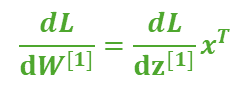 dL/dW^[1] = dL/dz^[1] x^T